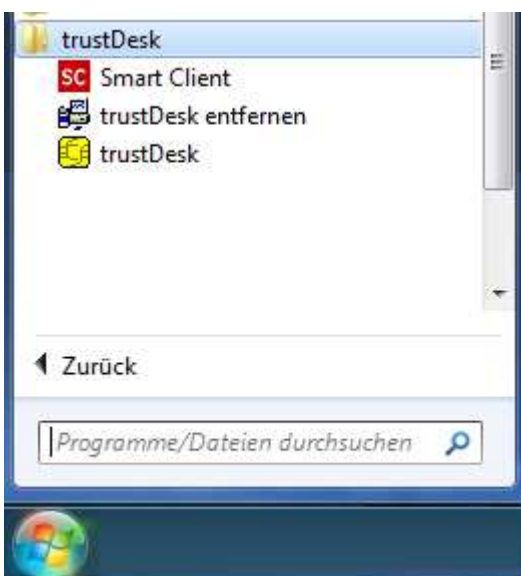 trustDesk
SC Smart Client
trustDesk entfernen
trustDesk
Zurück
Programme/Dateien durchsuchen